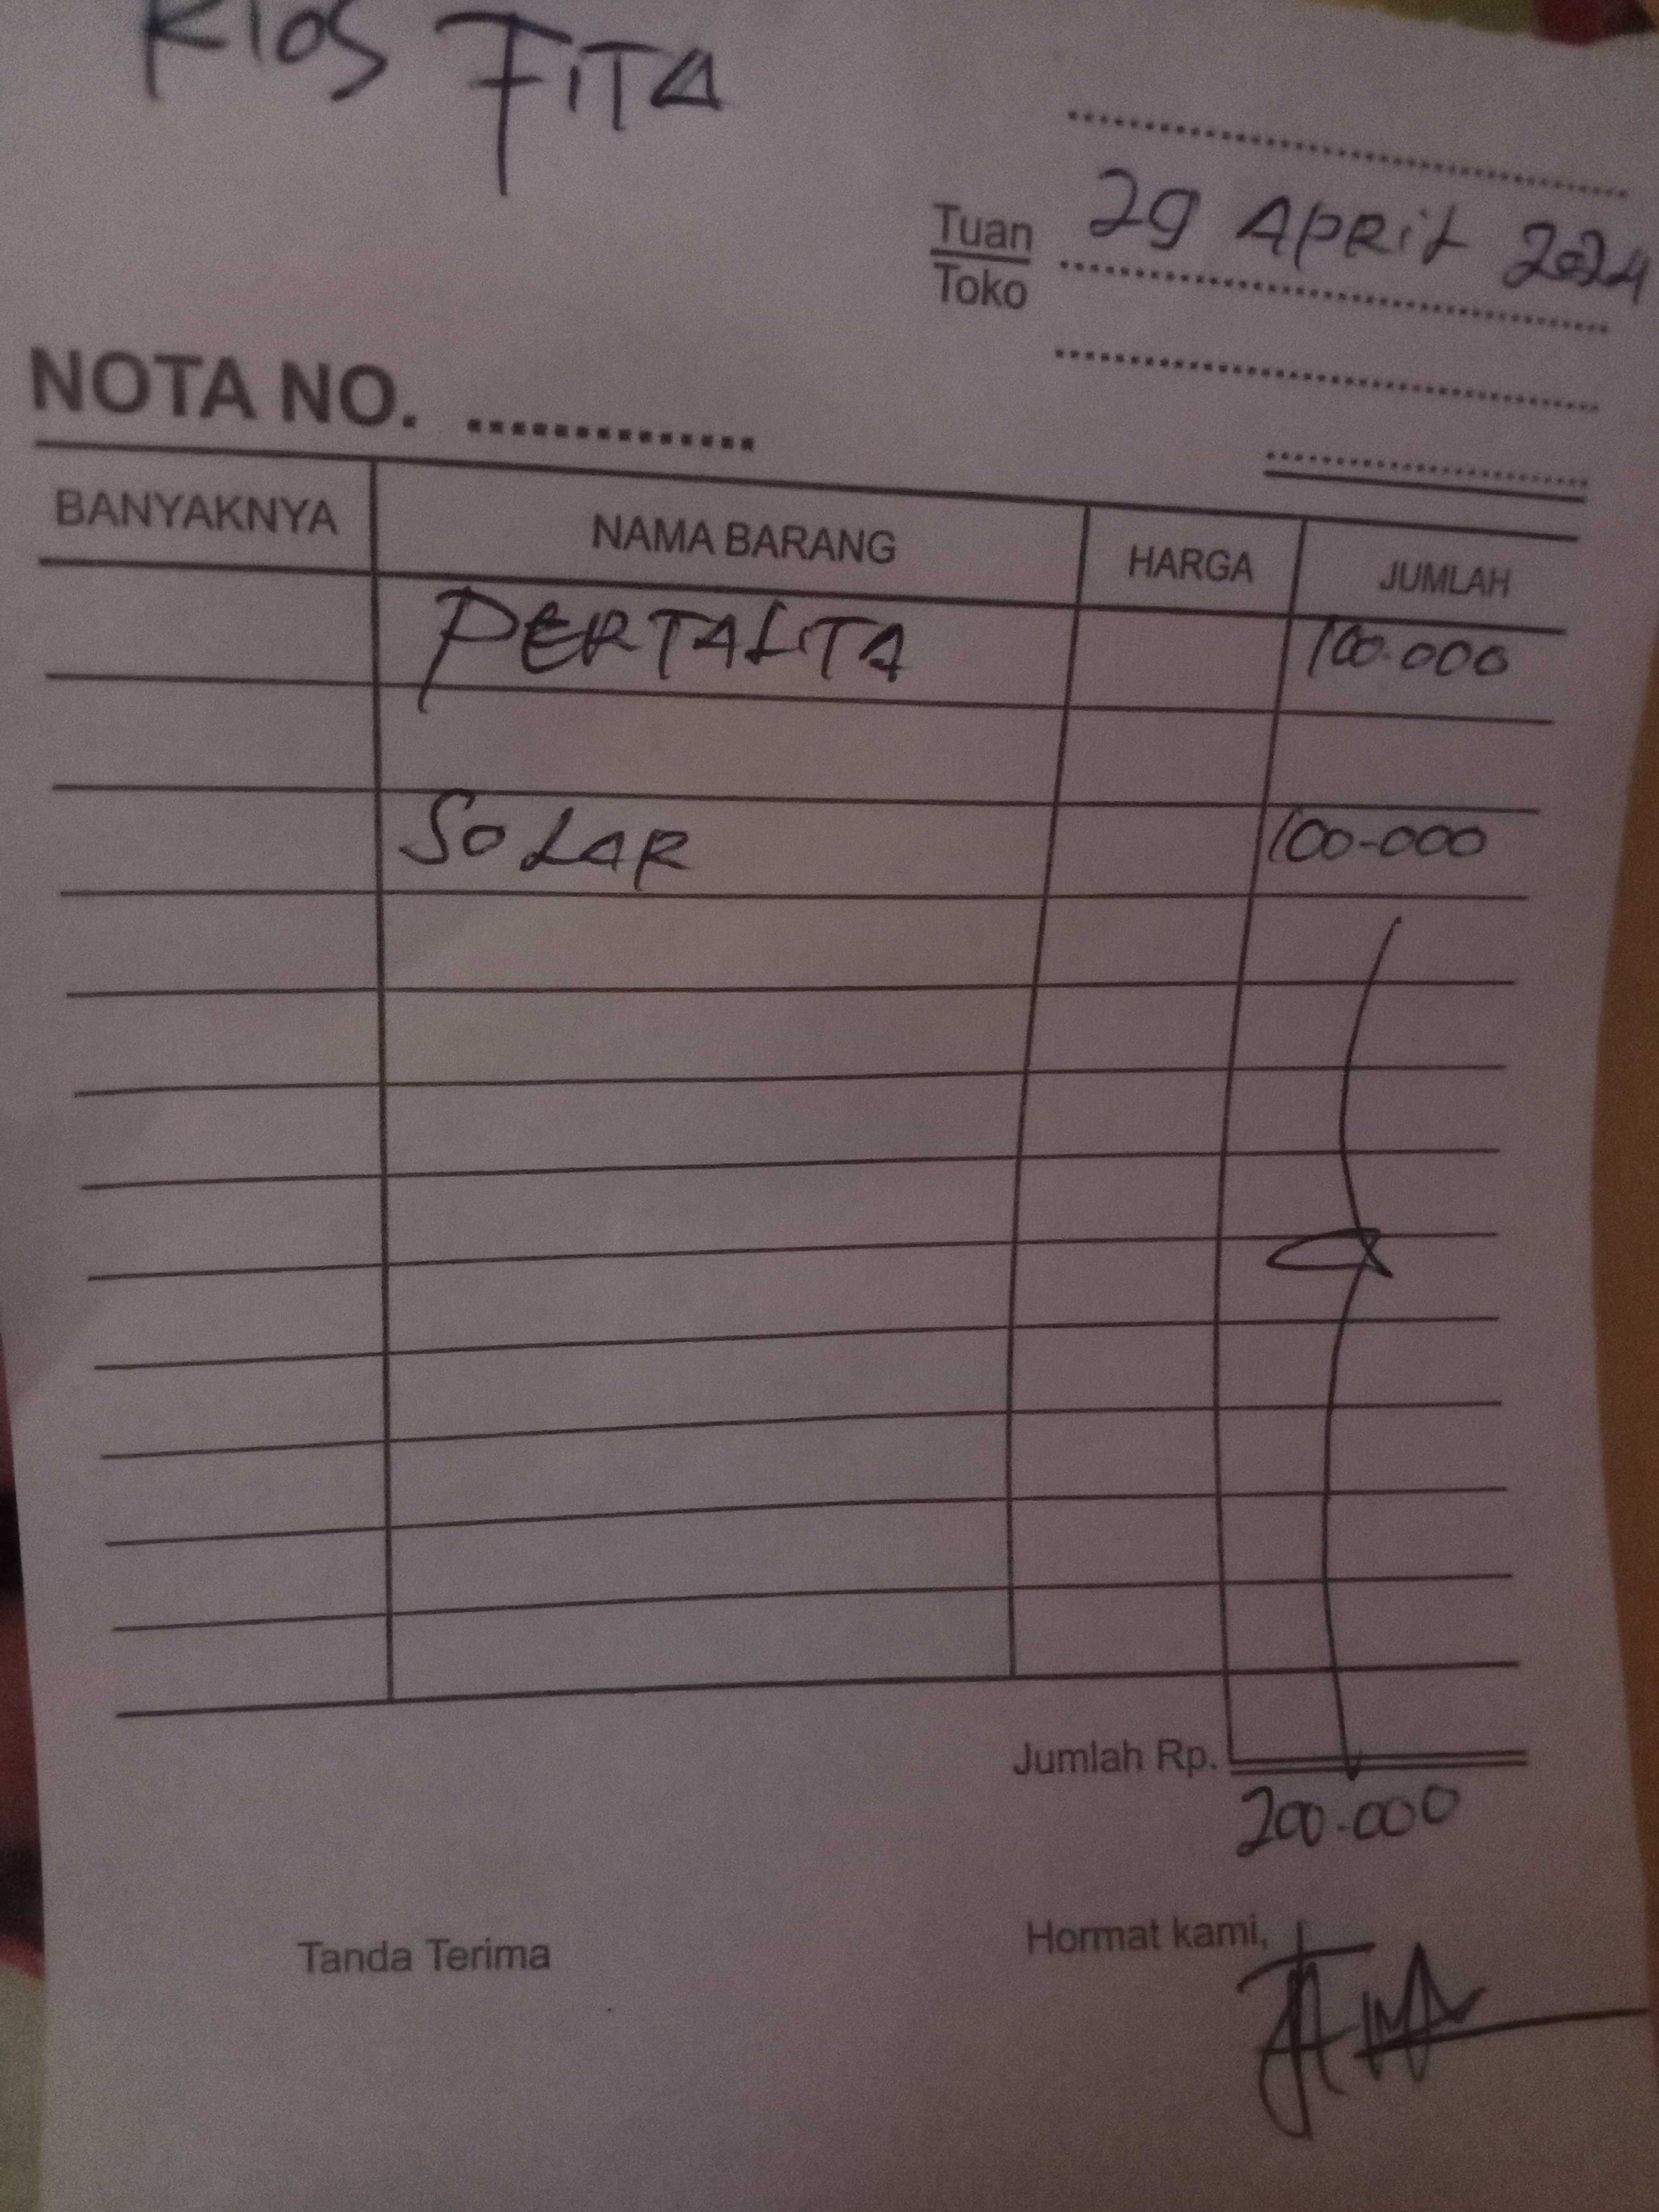 Kios FITA
29 APRIL 2024
Tuan
Toko
NOTA NO. ..............
BANYAKNYA NAMA BARANG HARGA JUMLAH
PERTALITA 100.000
SOLAR 100-000
Jumlah Rp.
200.000
Tanda Terima Hormat kami,